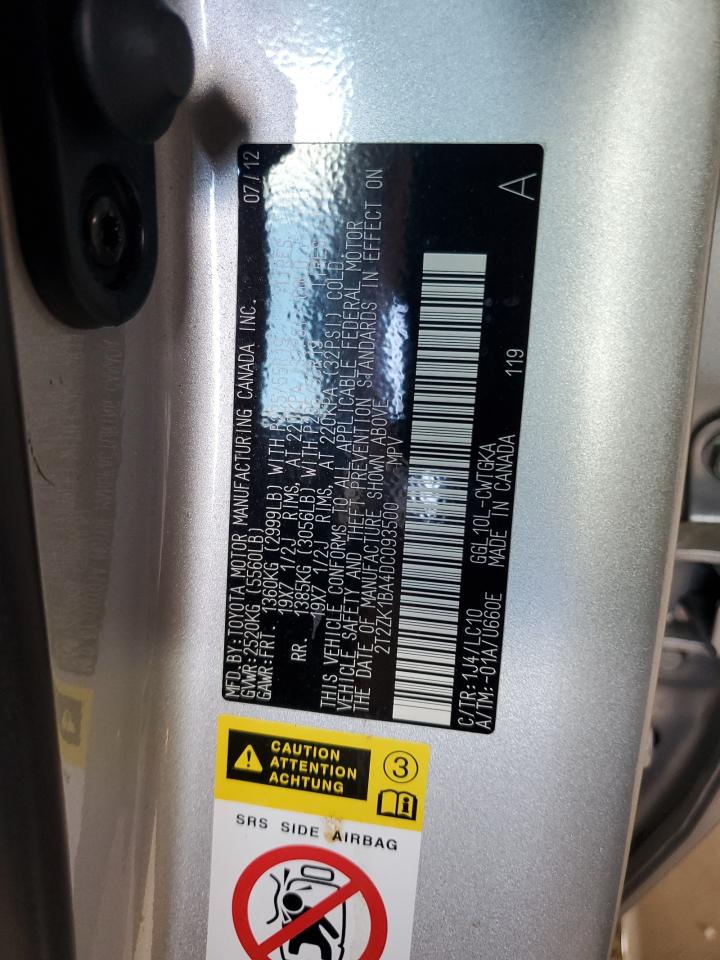 MFD. BY: TOYOTA MOTOR MANUFACTURING CANADA INC. 07/12
GVWR: 2520KG (5560LB)
GAWR: FRT. 1360KG (2999LB) WITH TIRES,
19X7 1/2J RIMS, AT 220KPA
RR. 1385KG (3056LB) WITH
19X7 1/2J RIMS, AT 220KPA (32PSI) COLD.
THIS VEHICLE CONFORMS TO ALL APPLICABLE FEDERAL MOTOR
VEHICLE SAFETY AND THEFT PREVENTION STANDARDS IN EFFECT ON
THE DATE OF MANUFACTURE SHOWN ABOVE.
2T2ZK1BA4DC093500 MPV
A
C/TR: 1J4/LC10 GGL10L-CWTGKA 119
A/TM: -01A/U660E MADE IN CANADA
CAUTION
ATTENTION
ACHTUNG
3
i
SRS SIDE AIRBAG